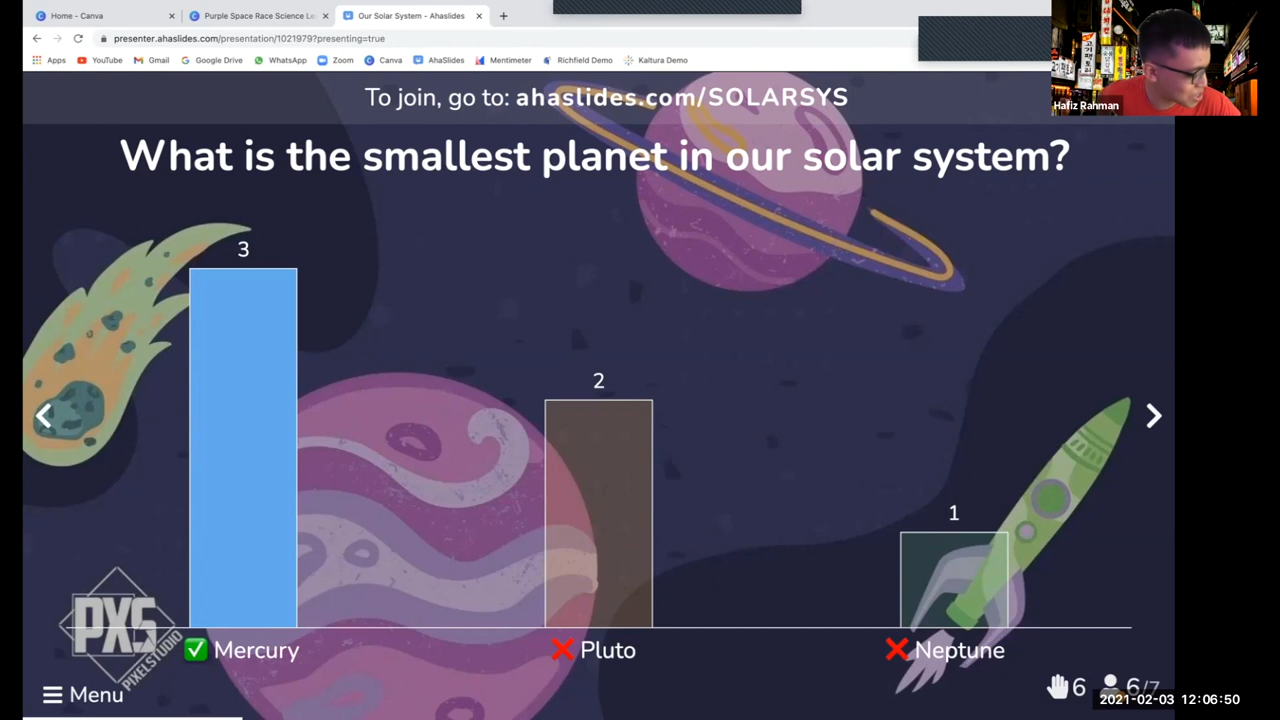 Home - Canva
Purple Space Race Science Le
Our Solar System - Ahaslides
presenter.ahaslides.com/presentation/1021979?presenting=true
Apps YouTube Gmail Google Drive WhatsApp Zoom Canva AhaSlides Mentimeter Richfield Demo Kaltura Demo
Hafiz Rahman
To join, go to: ahaslides.com/SOLARSYS
What is the smallest planet in our solar system?
3
2
1
Mercury
Pluto
Neptune
PXS
PIXELSTUDIO
Menu
6 6/7
2021-02-03 12:06:50